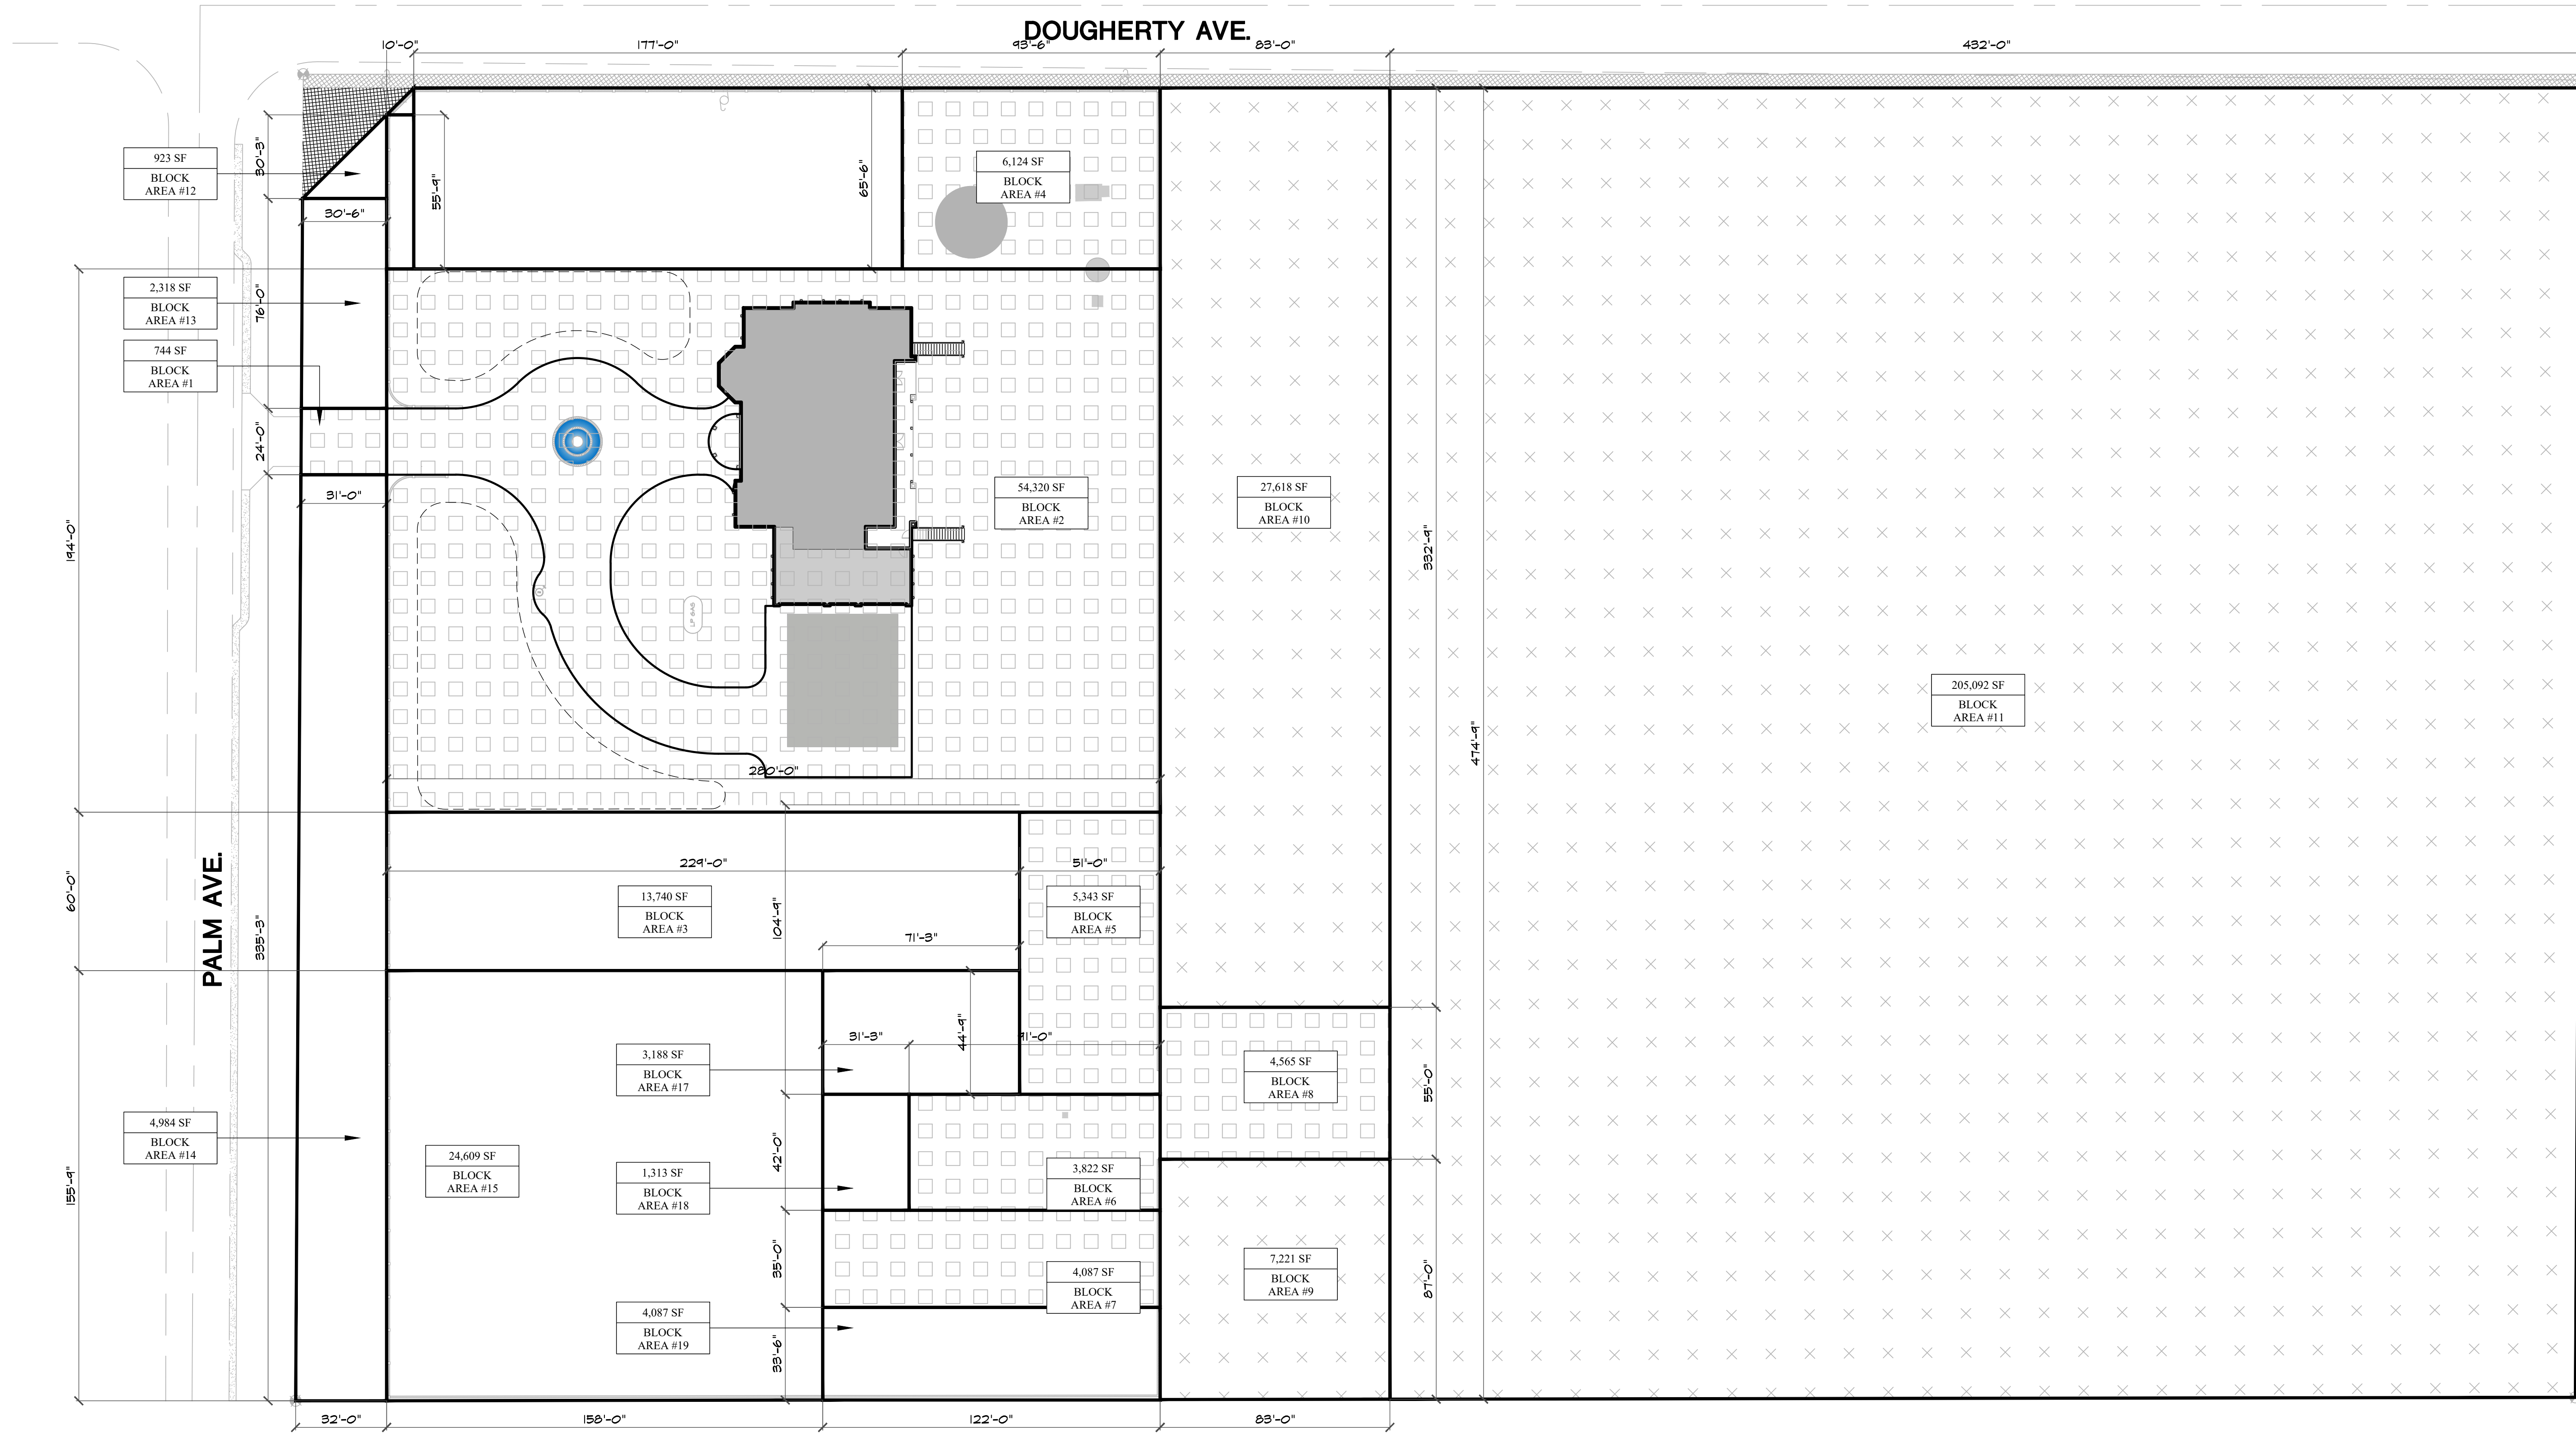 DOUGHERTY AVE.
10'-0"
177'-0"
93'-6"
83'-0"
432'-0"
923 SF
BLOCK
AREA #12
30'-3"
30'-6"
55'-9"
65'-6"
6,124 SF
BLOCK
AREA #4
2,318 SF
BLOCK
AREA #13
76'-0"
744 SF
BLOCK
AREA #1
24'-0"
31'-0"
194'-0"
54,320 SF
BLOCK
AREA #2
27,618 SF
BLOCK
AREA #10
332'-9"
LP GAS
205,092 SF
BLOCK
AREA #11
474'-9"
280'-0"
PALM AVE.
60'-0"
335'-3"
229'-0"
51'-0"
13,740 SF
BLOCK
AREA #3
104'-9"
5,343 SF
BLOCK
AREA #5
71'-3"
31'-3"
44'-9"
91'-0"
3,188 SF
BLOCK
AREA #17
4,565 SF
BLOCK
AREA #8
55'-0"
4,984 SF
BLOCK
AREA #14
155'-9"
24,609 SF
BLOCK
AREA #15
42'-0"
1,313 SF
BLOCK
AREA #18
3,822 SF
BLOCK
AREA #6
35'-0"
4,087 SF
BLOCK
AREA #7
7,221 SF
BLOCK
AREA #9
87'-0"
4,087 SF
BLOCK
AREA #19
33'-6"
32'-0"
158'-0"
122'-0"
83'-0"